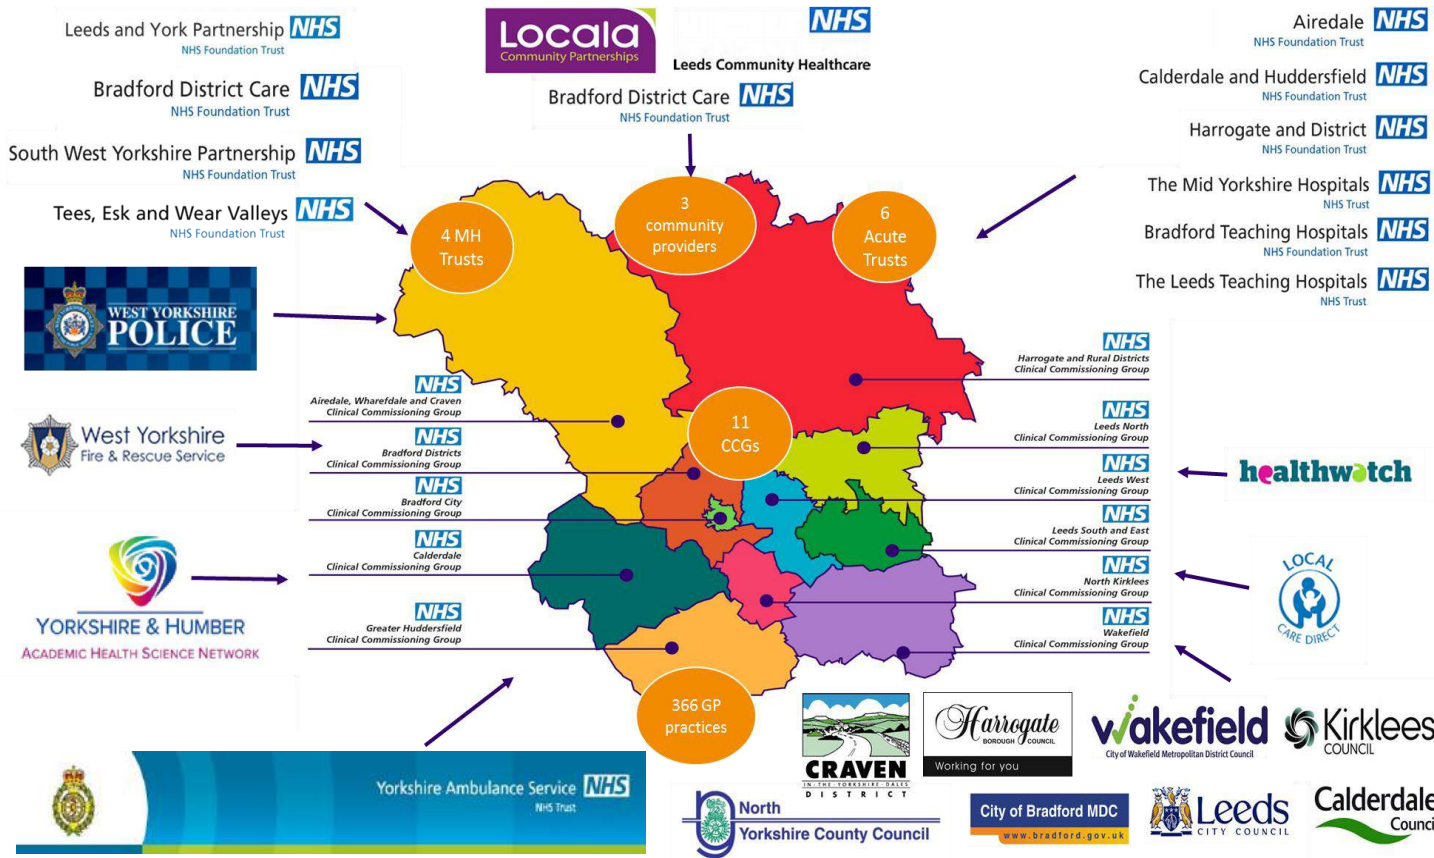 Leeds and York Partnership NHS
NHS Foundation Trust
Bradford District Care NHS
NHS Foundation Trust
South West Yorkshire Partnership NHS
NHS Foundation Trust
Tees, Esk and Wear Valleys NHS
NHS Foundation Trust
Locala
Community Partnerships
NHS
Leeds Community Healthcare
Bradford District Care NHS
NHS Foundation Trust
Airedale NHS
NHS Foundation Trust
Calderdale and Huddersfield NHS
NHS Foundation Trust
Harrogate and District NHS
NHS Foundation Trust
The Mid Yorkshire Hospitals NHS
NHS Trust
Bradford Teaching Hospitals NHS
NHS Foundation Trust
The Leeds Teaching Hospitals NHS
NHS Trust
4 MH
Trusts
3
community
providers
6
Acute
Trusts
WEST YORKSHIRE
POLICE
West Yorkshire
Fire & Rescue Service
YORKSHIRE & HUMBER
ACADEMIC HEALTH SCIENCE NETWORK
NHS
Airedale, Wharefdale and Craven
Clinical Commissioning Group
NHS
Bradford Districts
Clinical Commissioning Group
NHS
Bradford City
Clinical Commissioning Group
NHS
Calderdale
Clinical Commissioning Group
NHS
Greater Huddersfield
Clinical Commissioning Group
11
CCGs
NHS
Harrogate and Rural Districts
Clinical Commissioning Group
NHS
Leeds North
Clinical Commissioning Group
NHS
Leeds West
Clinical Commissioning Group
NHS
Leeds South and East
Clinical Commissioning Group
NHS
North Kirklees
Clinical Commissioning Group
NHS
Wakefield
Clinical Commissioning Group
healthwatch
LOCAL
CARE DIRECT
366 GP
practices
Yorkshire Ambulance Service NHS
NHS Trust
CRAVEN
IN THE YORKSHIRE DALES
DISTRICT
Harrogate
BOROUGH COUNCIL
Working for you
wakefield
City of Wakefield Metropolitan District Council
Kirklees
COUNCIL
North
Yorkshire County Council
City of Bradford MDC
www.bradford.gov.uk
Leeds
CITY COUNCIL
Calderdale
Counci